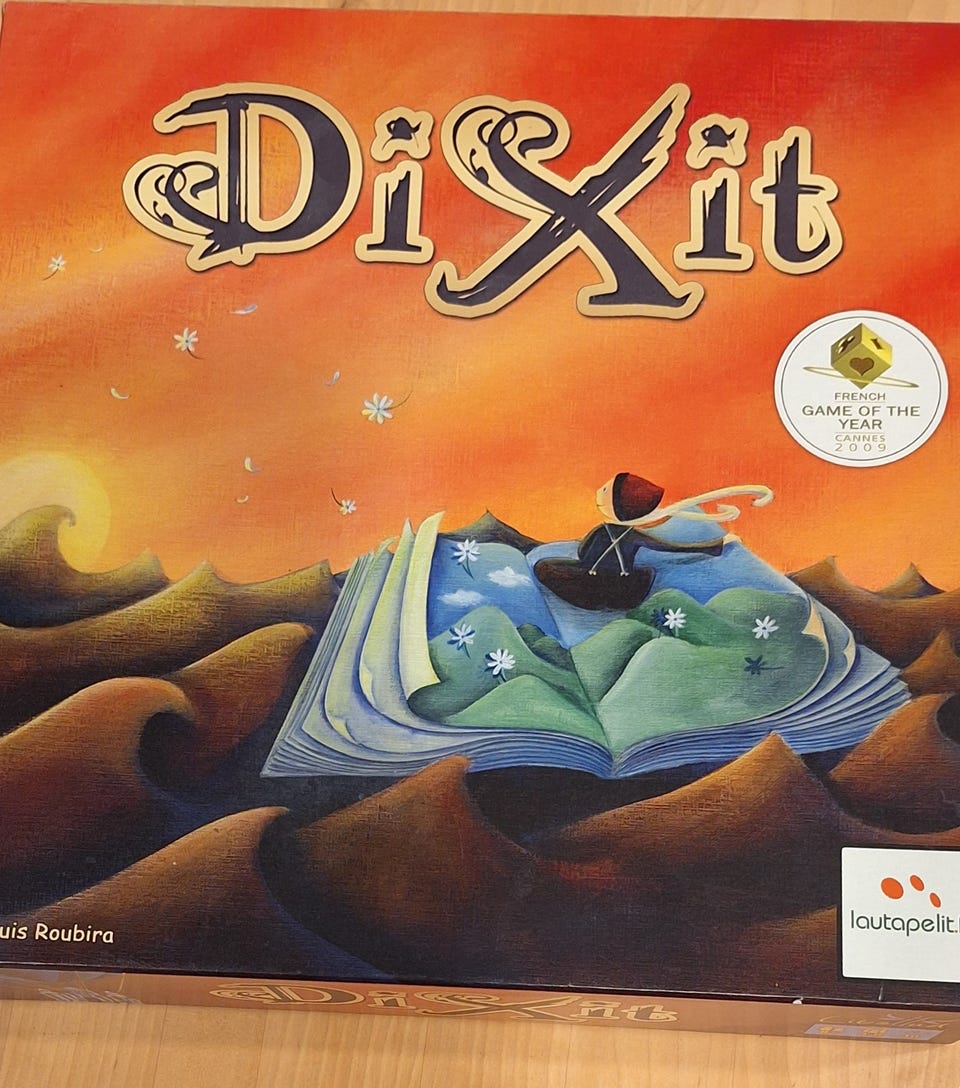 DiXit
FRENCH
GAME OF THE
YEAR
CANNES
2009
uis Roubira
lautapelit.
DiXit